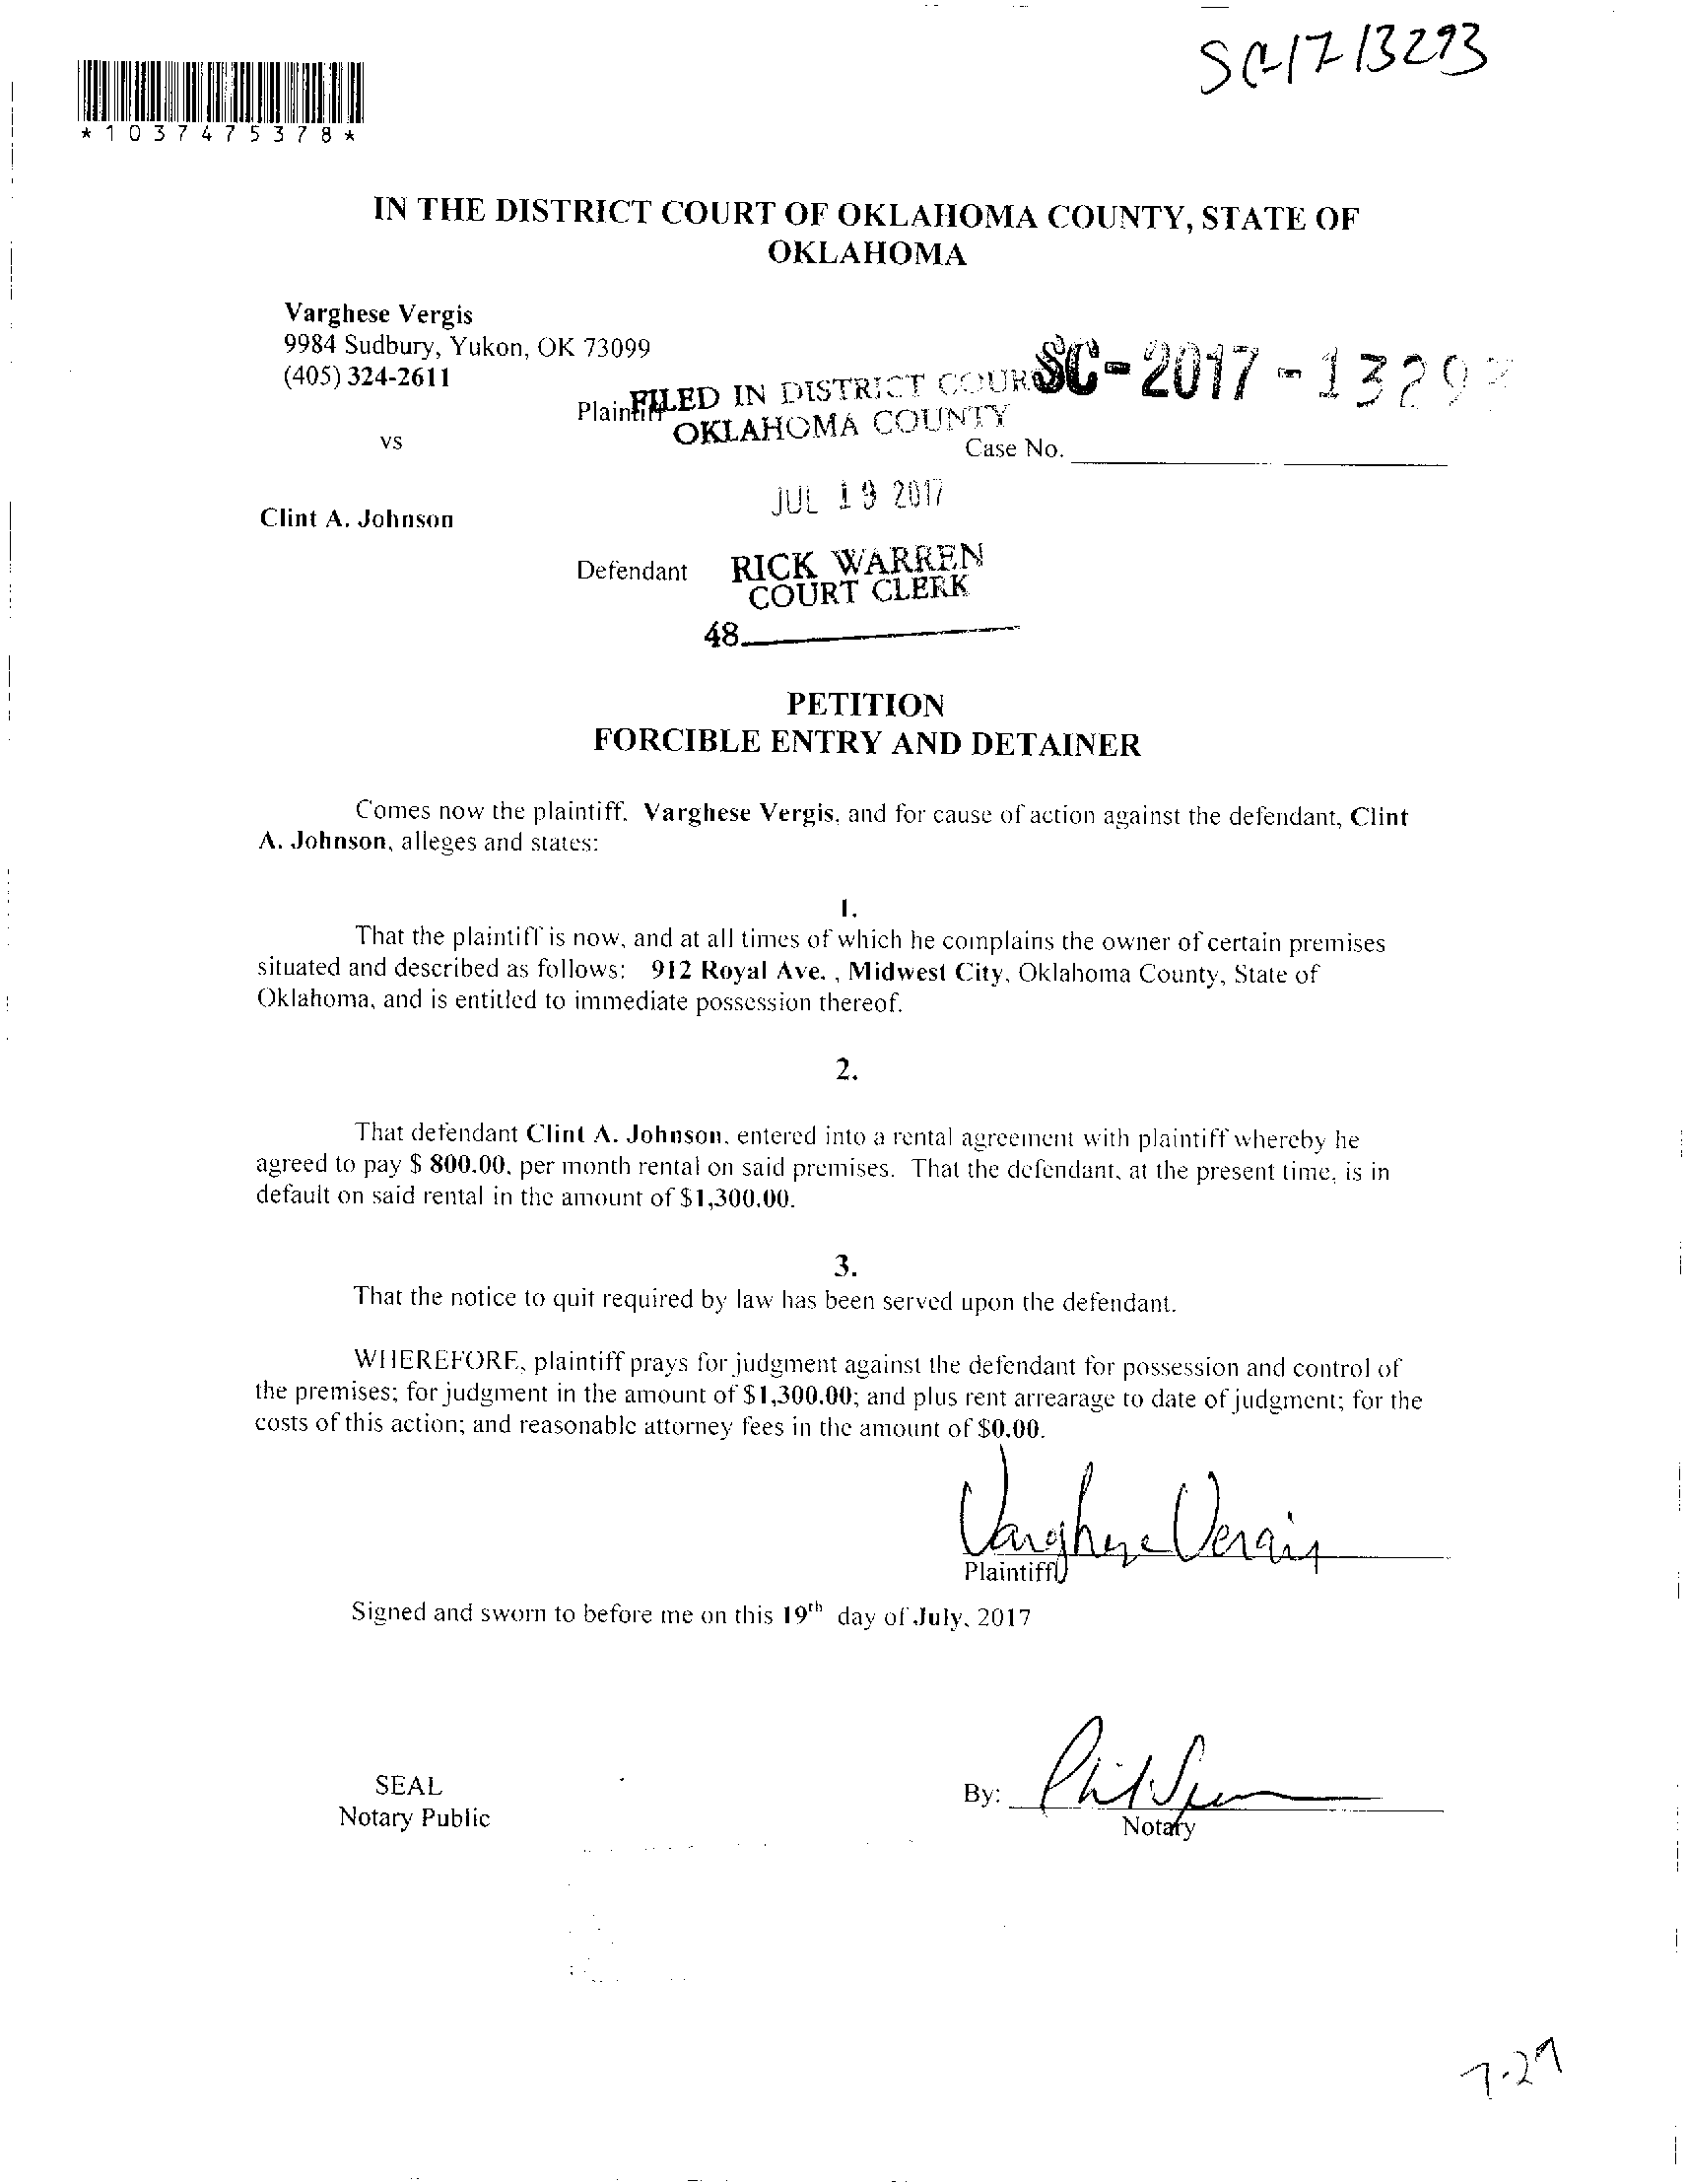 SC-17-13293
*1037475378*
IN THE DISTRICT COURT OF OKLAHOMA COUNTY, STATE OF
OKLAHOMA
Varghese Vergis
9984 Sudbury, Yukon, OK 73099
(405) 324-2611
Plaintiff
FILED IN DISTRICT COURT
OKLAHOMA COUNTY
SC-2017-13293
vs
Case No.
JUL 19 2017
Clint A. Johnson
Defendant
RICK WARREN
COURT CLERK
48
PETITION
FORCIBLE ENTRY AND DETAINER
Comes now the plaintiff, Varghese Vergis, and for cause of action against the defendant, Clint
A. Johnson, alleges and states:
1.
That the plaintiff is now, and at all times of which he complains the owner of certain premises
situated and described as follows: 912 Royal Ave. , Midwest City, Oklahoma County, State of
Oklahoma, and is entitled to immediate possession thereof.
2.
That defendant Clint A. Johnson, entered into a rental agreement with plaintiff whereby he
agreed to pay $ 800.00, per month rental on said premises. That the defendant, at the present time, is in
default on said rental in the amount of $1,300.00.
3.
That the notice to quit required by law has been served upon the defendant.
WHEREFORE, plaintiff prays for judgment against the defendant for possession and control of
the premises; for judgment in the amount of $1,300.00; and plus rent arrearage to date of judgment; for the
costs of this action; and reasonable attorney fees in the amount of $0.00.
Varghese Vergis
Plaintiff
Signed and sworn to before me on this 19th day of July, 2017
SEAL
Notary Public
By:
Notary
7-27